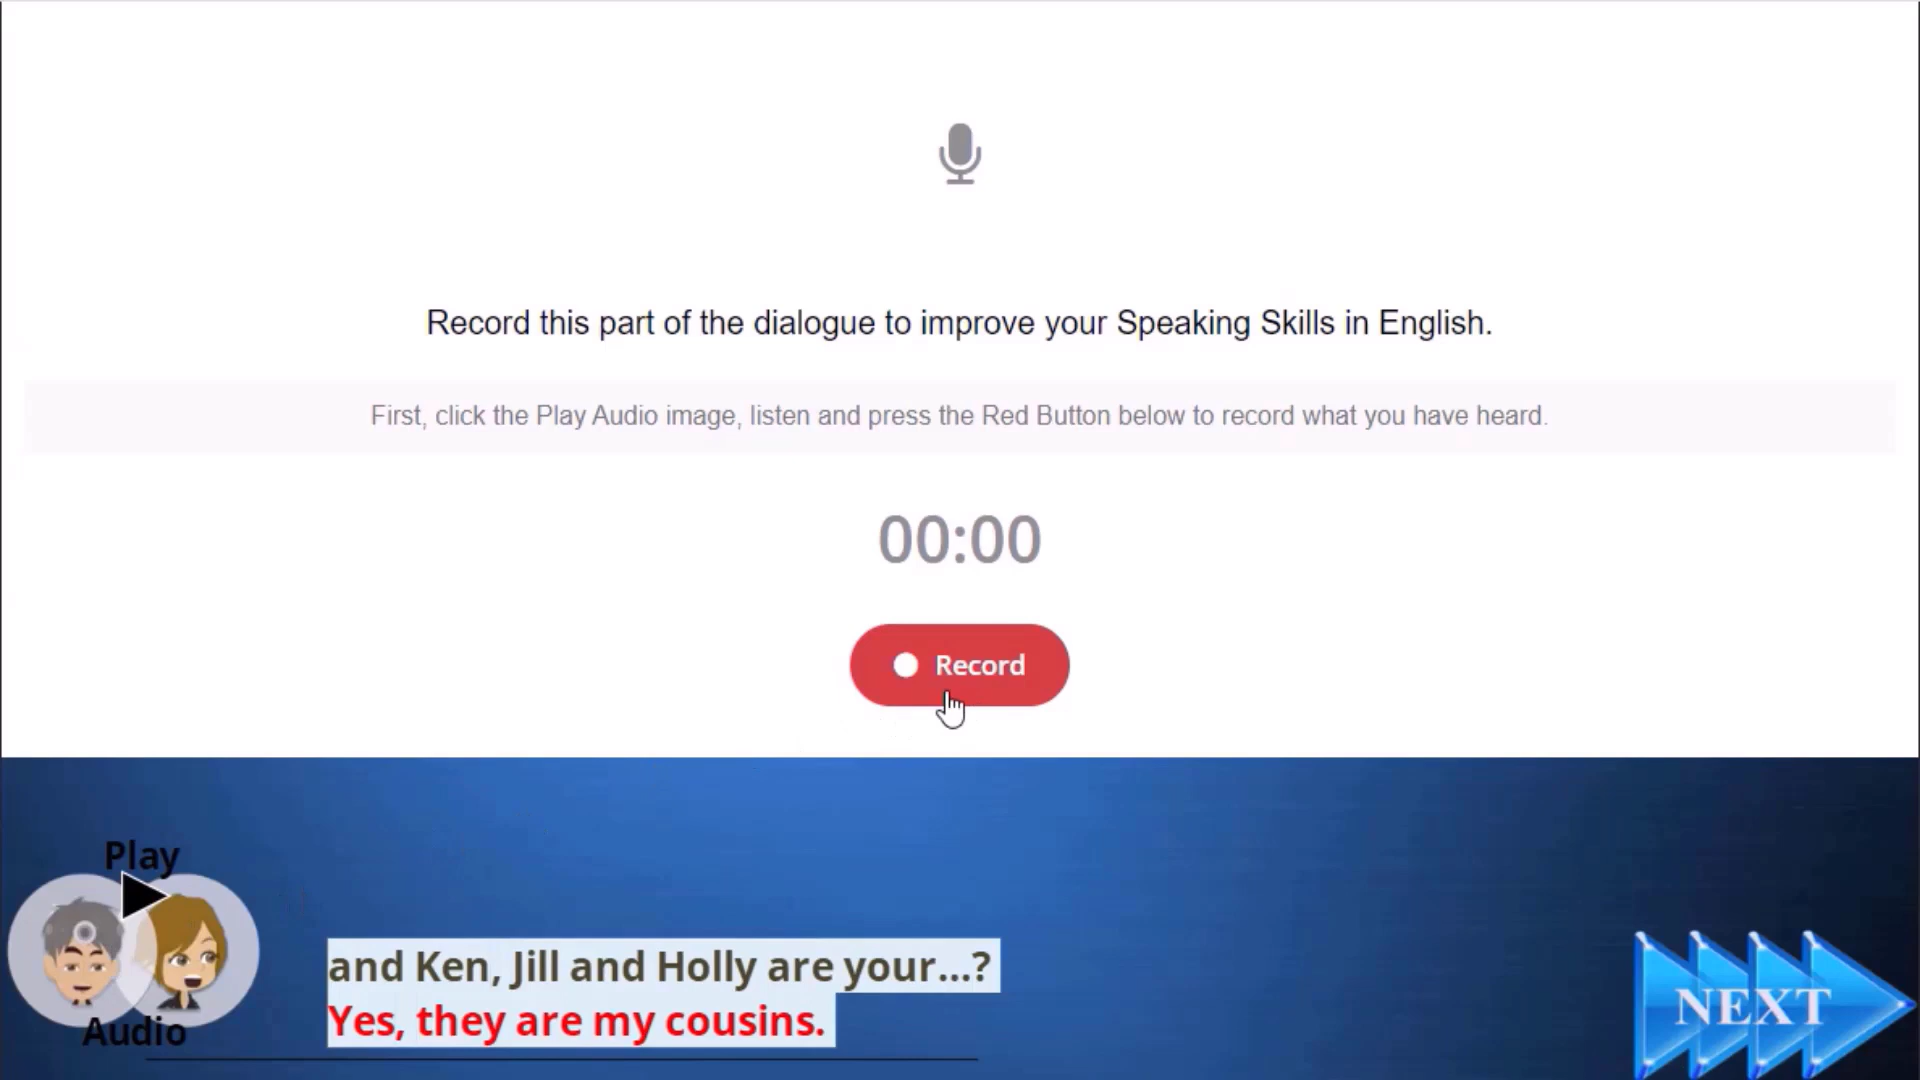 Record this part of the dialogue to improve your Speaking Skills in English.
First, click the Play Audio image, listen and press the Red Button below to record what you have heard.
00:00
Record
Play
Audio
and Ken, Jill and Holly are your...?
Yes, they are my cousins.
NEXT